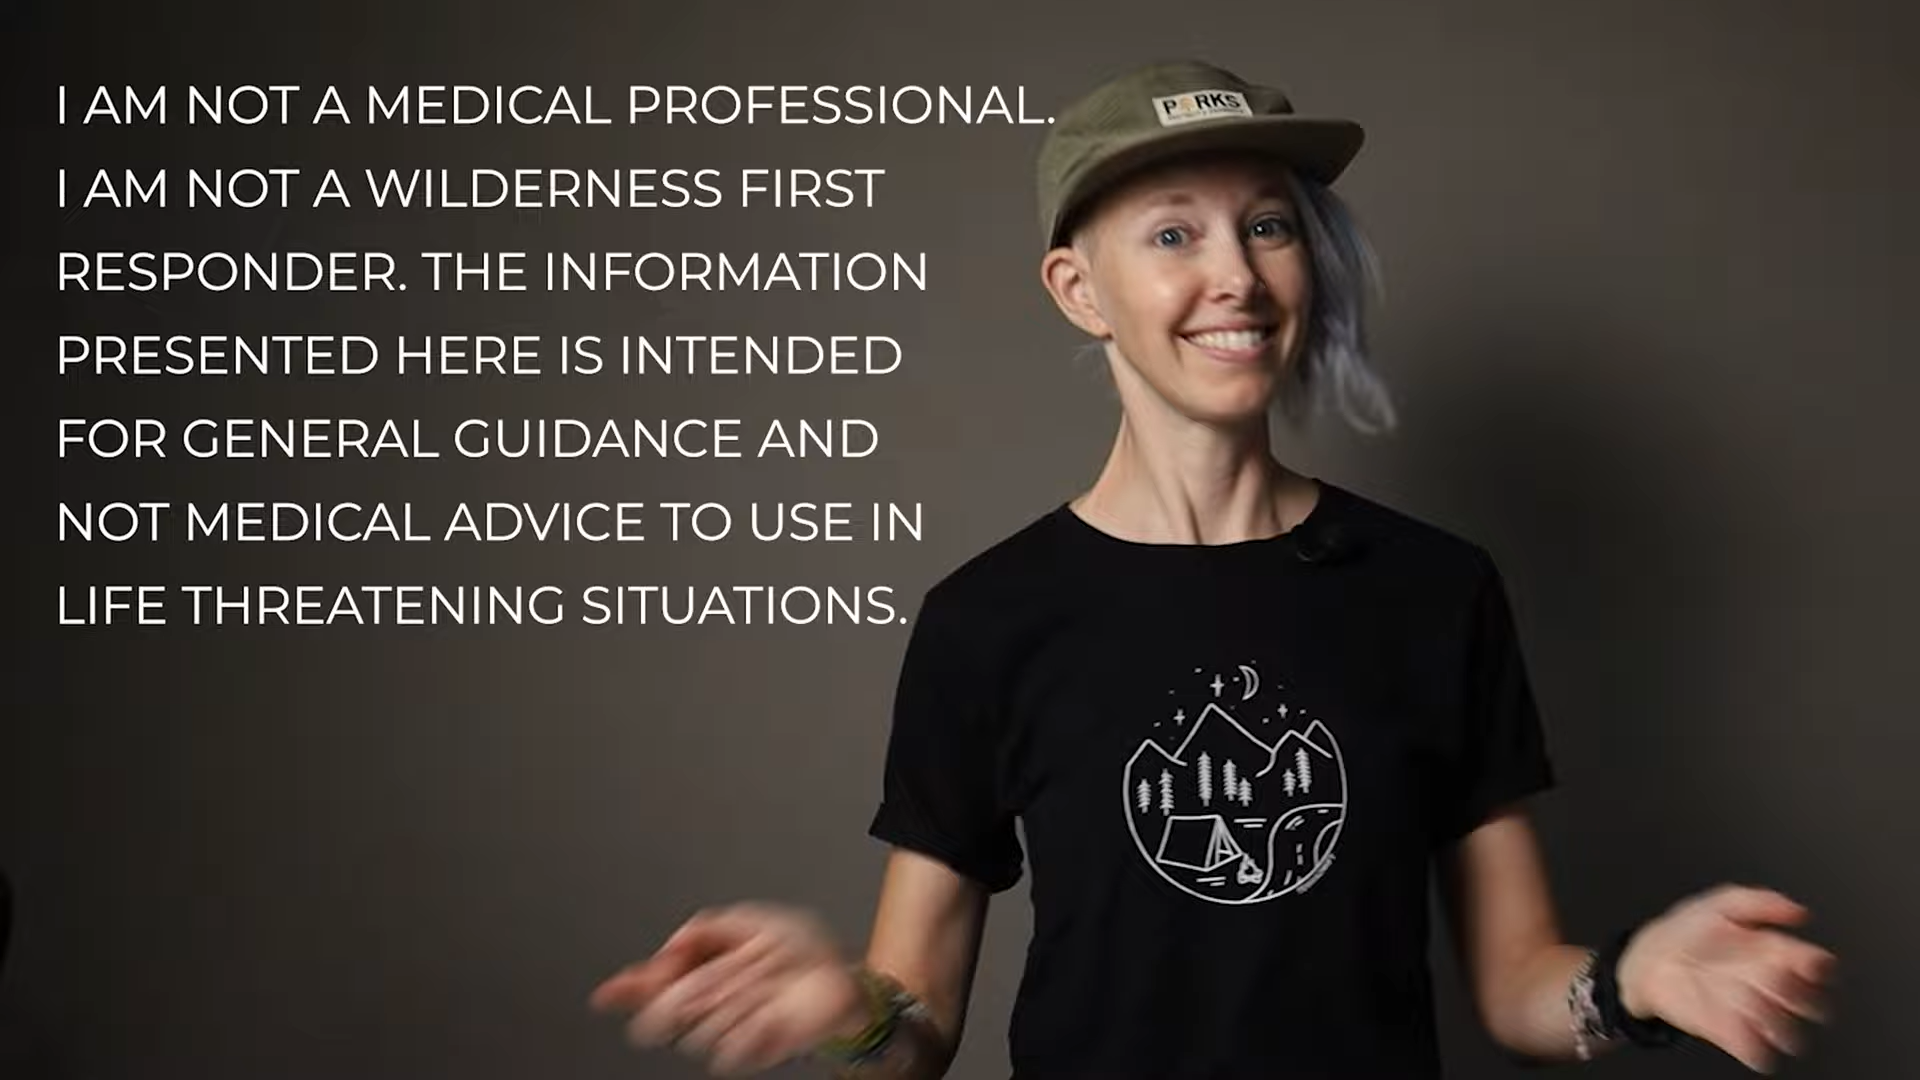 I AM NOT A MEDICAL PROFESSIONAL.
I AM NOT A WILDERNESS FIRST
RESPONDER. THE INFORMATION
PRESENTED HERE IS INTENDED
FOR GENERAL GUIDANCE AND
NOT MEDICAL ADVICE TO USE IN
LIFE THREATENING SITUATIONS.
PARKS